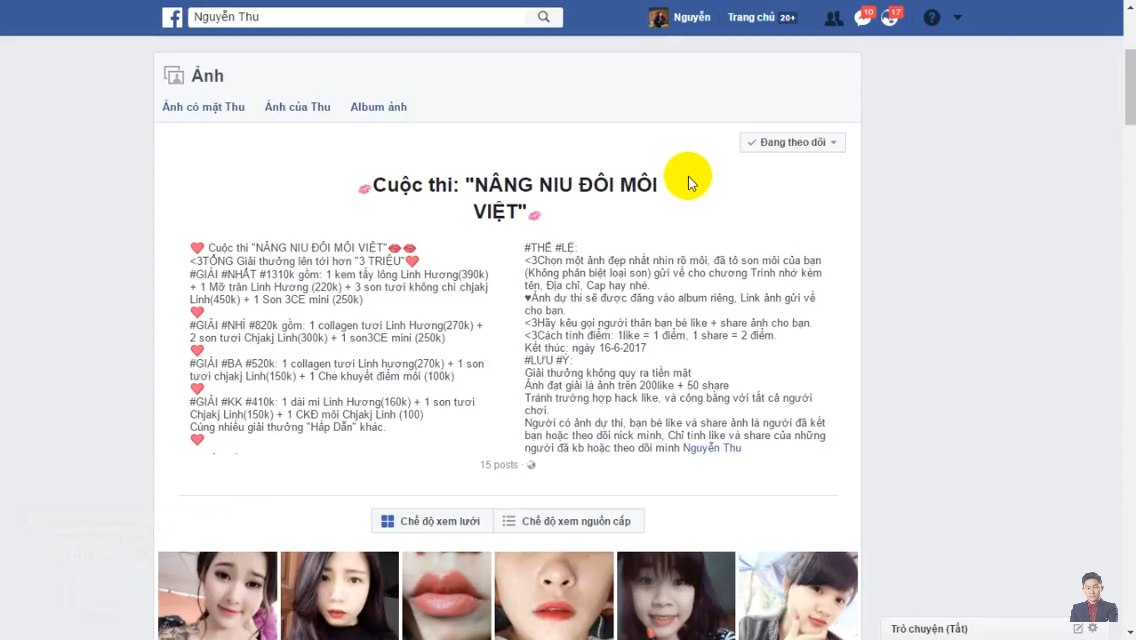 Nguyễn Thu
Nguyễn
Trang chủ 20+
10
17
Ảnh
Ảnh có mặt Thu
Ảnh của Thu
Album ảnh
Đang theo dõi
Cuộc thi: "NÂNG NIU ĐÔI MÔI
VIỆT"
Cuộc thi "NÂNG NIU ĐÔI MÔI VIỆT"
<3TỔNG Giải thưởng lên tới hơn "3 TRIỆU"
#GIẢI #NHẤT #1310k gồm: 1 kem tẩy lông Linh Hương(390k)
+ 1 Mỡ trăn Linh Hương (220k) + 3 son tươi không chì chjakj
Linh(450k) + 1 Son 3CE mini (250k)
#GIẢI #NHÌ #820k gồm: 1 collagen tươi Linh Hương(270k) +
2 son tươi Chjakj Linh(300k) + 1 son3CE mini (250k)
#GIẢI #BA #520k: 1 collagen tươi Linh hương(270k) + 1 son
tươi chjakj Linh(150k) + 1 Che khuyết điểm môi (100k)
#GIẢI #KK #410k: 1 dài mi Linh Hương(160k) + 1 son tươi
Chjakj Linh(150k) + 1 CKĐ môi Chjakj Linh (100)
Cùng nhiều giải thưởng "Hấp Dẫn" khác.
#THỂ #LỆ:
<3Chọn một ảnh đẹp nhất nhìn rõ môi, đã tô son môi của bạn
(Không phân biệt loại son) gửi về cho chương Trình nhớ kèm
tên, Địa chỉ, Cap hay nhé.
♥Ảnh dự thi sẽ được đăng vào album riêng, Link ảnh gửi về
cho bạn.
<3Hãy kêu gọi người thân bạn bè like + share ảnh cho bạn.
<3Cách tính điểm: 1like = 1 điểm, 1 share = 2 điểm.
Kết thúc: ngày 16-6-2017
#LƯU #Ý:
Giải thưởng không quy ra tiền mặt
Ảnh đạt giải là ảnh trên 200like + 50 share
Tránh trường hợp hack like, và công bằng với tất cả người
chơi.
Người có ảnh dự thi, bạn bè like và share ảnh là người đã kết
bạn hoặc theo dõi nick mình, Chỉ tính like và share của những
người đã kb hoặc theo dõi mình Nguyễn Thu
15 posts ·
Chế độ xem lưới
Chế độ xem nguồn cấp
Trò chuyện (Tắt)